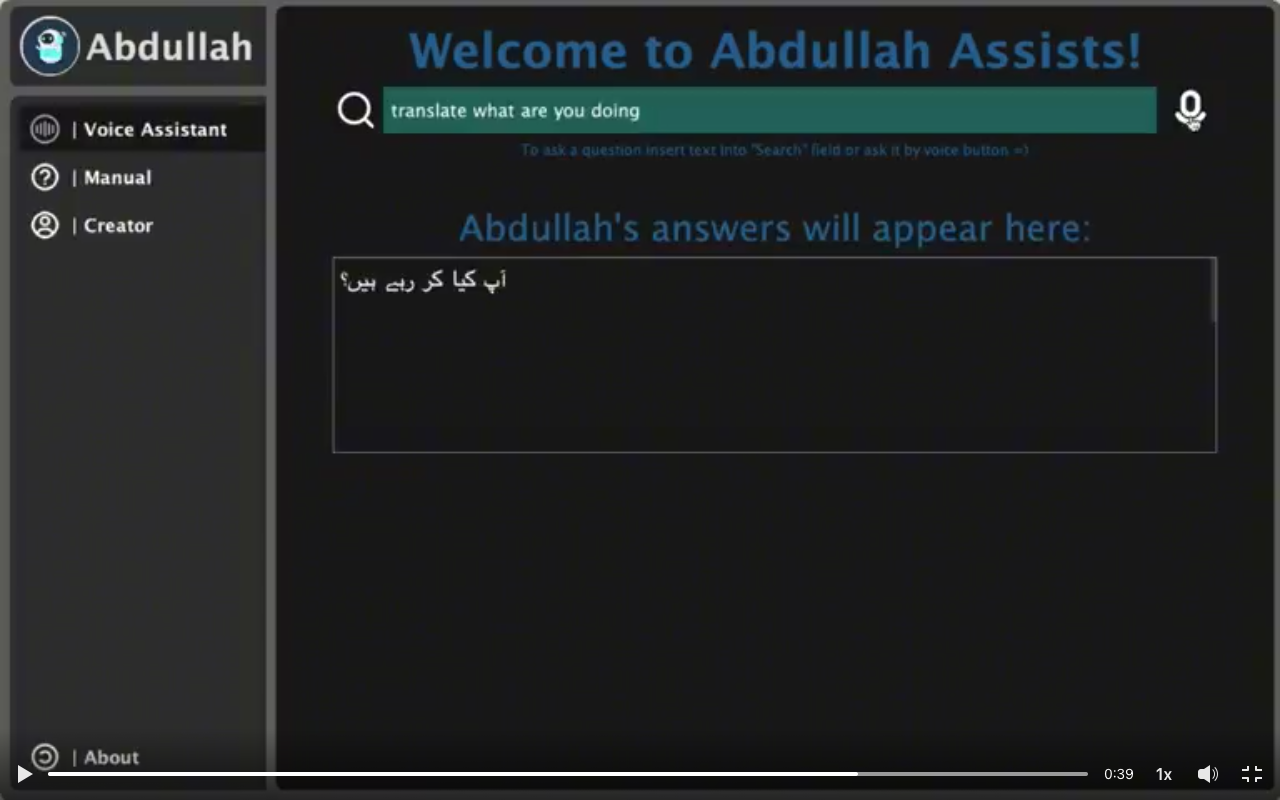 Abdullah
Welcome to Abdullah Assists!
translate what are you doing
| Voice Assistant
To ask a question insert text into "Search" field or ask it by voice button =)
| Manual
| Creator
Abdullah's answers will appear here:
آپ کیا کر رہے ہیں؟
| About
0:39
1x